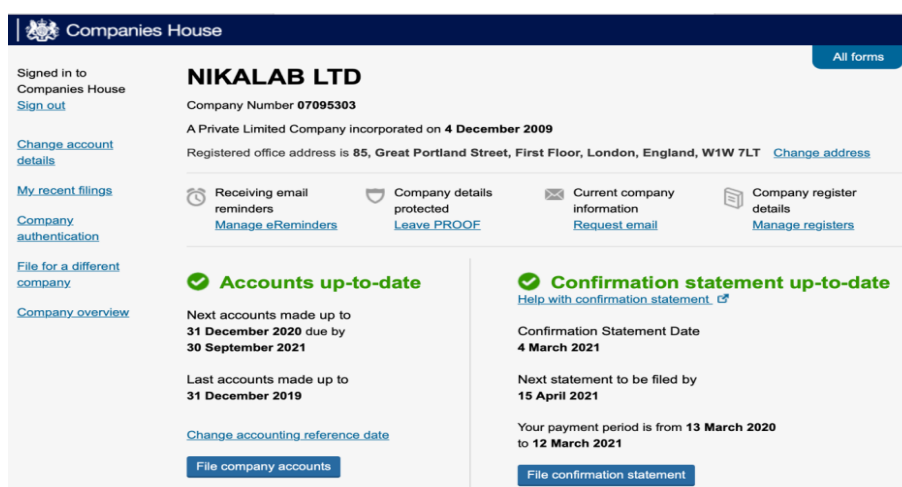 Companies House
All forms
Signed in to
Companies House
Sign out
Change account
details
My recent filings
Company
authentication
File for a different
company
Company overview
NIKALAB LTD
Company Number 07095303
A Private Limited Company incorporated on 4 December 2009
Registered office address is 85, Great Portland Street, First Floor, London, England, W1W 7LT Change address
Receiving email
reminders
Manage eReminders
Company details
protected
Leave PROOF
Current company
information
Request email
Company register
details
Manage registers
Accounts up-to-date
Next accounts made up to
31 December 2020 due by
30 September 2021
Last accounts made up to
31 December 2019
Change accounting reference date
File company accounts
Confirmation statement up-to-date
Help with confirmation statement
Confirmation Statement Date
4 March 2021
Next statement to be filed by
15 April 2021
Your payment period is from 13 March 2020
to 12 March 2021
File confirmation statement